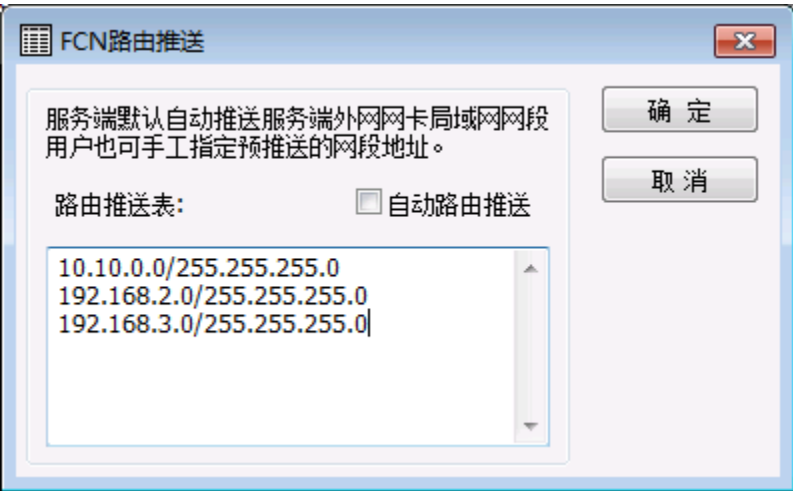 FCN路由推送
服务端默认自动推送服务端外网网卡局域网网段
用户也可手工指定预推送的网段地址。
确 定
取 消
路由推送表:
自动路由推送
10.10.0.0/255.255.255.0
192.168.2.0/255.255.255.0
192.168.3.0/255.255.255.0